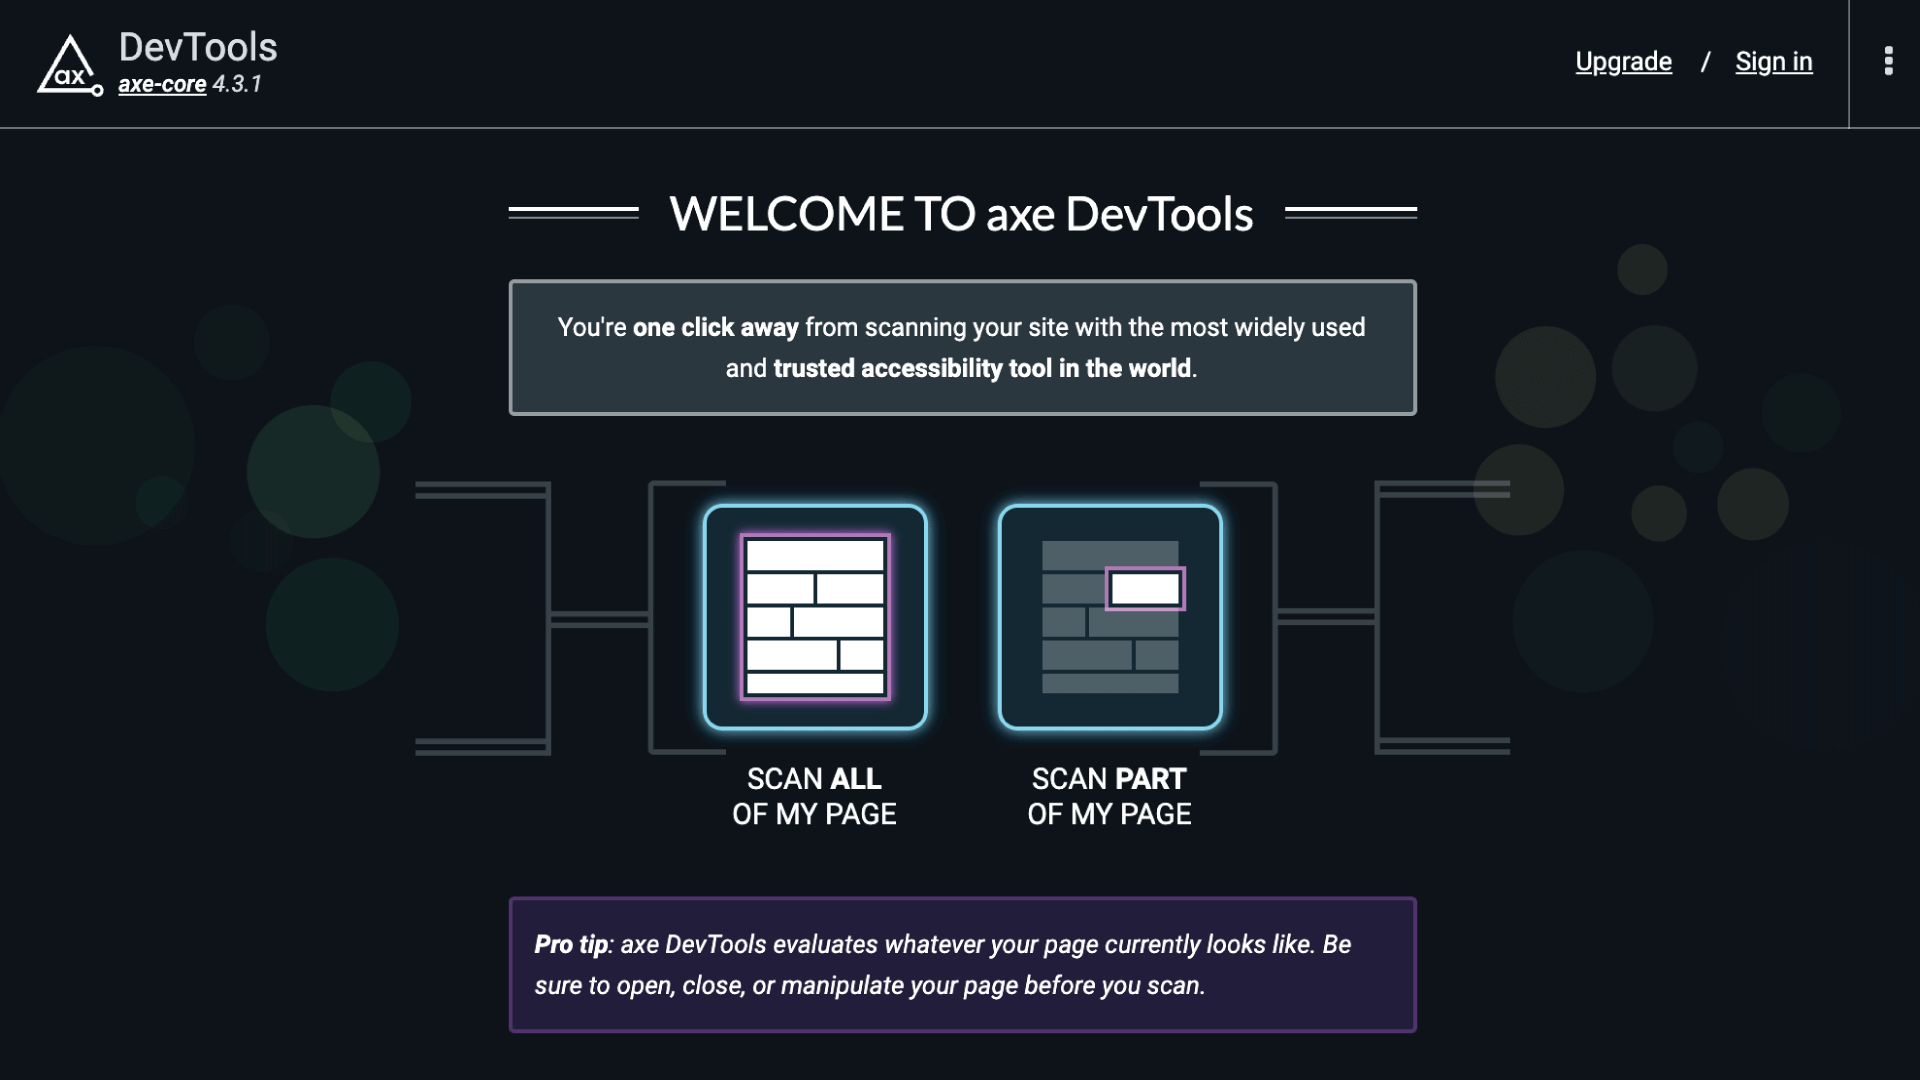 ax
DevTools
axe-core 4.3.1
Upgrade / Sign in
WELCOME TO axe DevTools
You're one click away from scanning your site with the most widely used
and trusted accessibility tool in the world.
SCAN ALL
OF MY PAGE
SCAN PART
OF MY PAGE
Pro tip: axe DevTools evaluates whatever your page currently looks like. Be
sure to open, close, or manipulate your page before you scan.